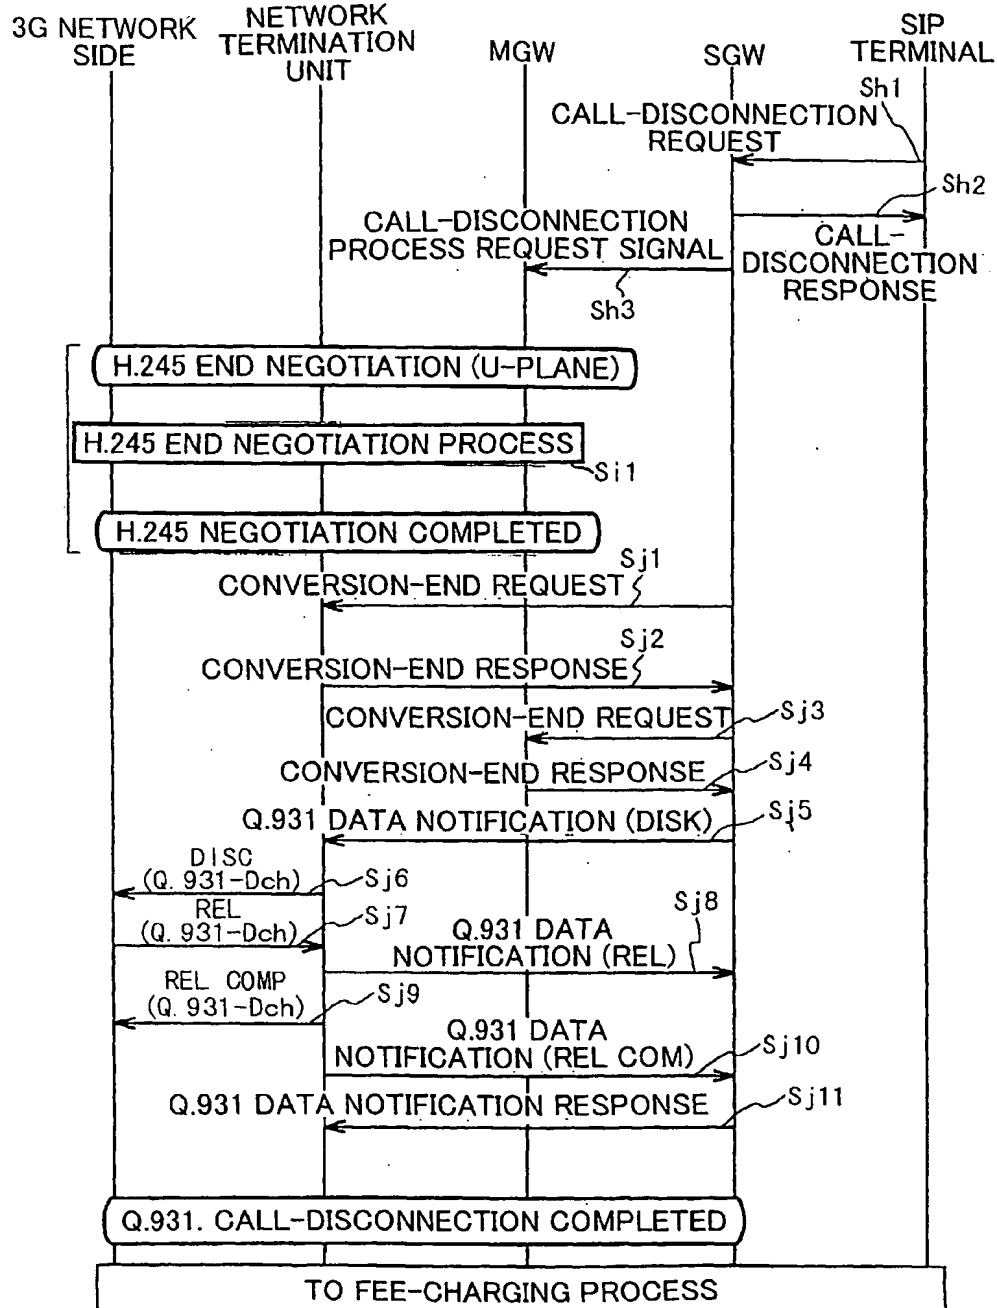 3G NETWORK
SIDE
NETWORK
TERMINATION
UNIT
MGW
SGW
SIP
TERMINAL
Sh1
CALL-DISCONNECTION
REQUEST
Sh2
CALL-DISCONNECTION
PROCESS REQUEST SIGNAL
CALL-
DISCONNECTION
RESPONSE
Sh3
H.245 END NEGOTIATION (U-PLANE)
H.245 END NEGOTIATION PROCESS
Si1
H.245 NEGOTIATION COMPLETED
Sj1
CONVERSION-END REQUEST
Sj2
CONVERSION-END RESPONSE
CONVERSION-END REQUEST
Sj3
CONVERSION-END RESPONSE
Sj4
Q.931 DATA NOTIFICATION (DISK)
Sj5
DISC
(Q. 931-Dch)
Sj6
REL
(Q. 931-Dch)
Sj7
Sj8
Q.931 DATA
NOTIFICATION (REL)
REL COMP
(Q. 931-Dch)
Sj9
Q.931 DATA
NOTIFICATION (REL COM)
Sj10
Q.931 DATA NOTIFICATION RESPONSE
Sj11
Q.931. CALL-DISCONNECTION COMPLETED
TO FEE-CHARGING PROCESS